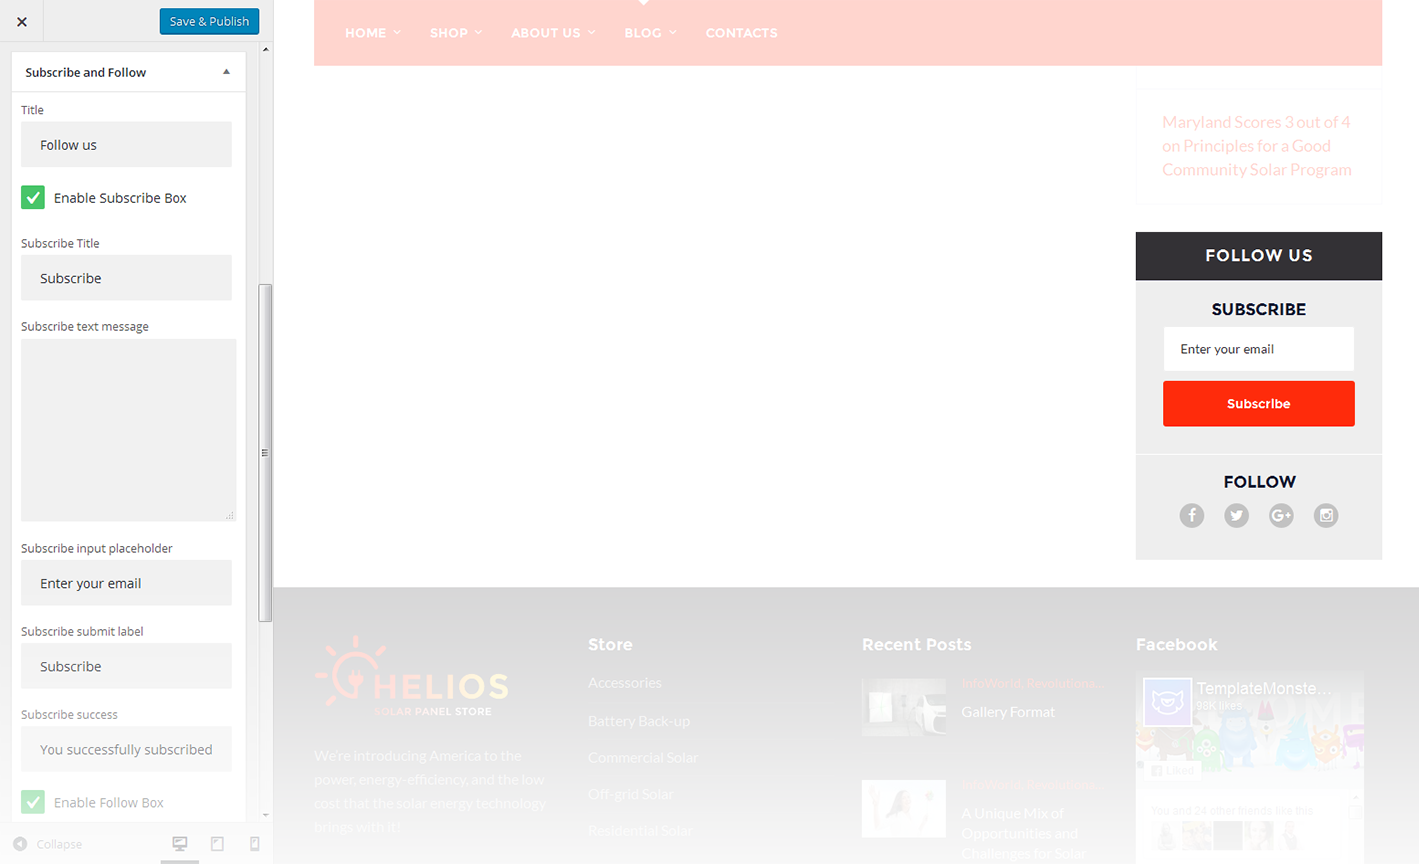 Save & Publish
Subscribe and Follow
Title
Follow us
Enable Subscribe Box
Subscribe Title
Subscribe
Subscribe text message
Subscribe input placeholder
Enter your email
Subscribe submit label
Subscribe
Subscribe success
You successfully subscribed
Enable Follow Box
Collapse
HOME
SHOP
ABOUT US
BLOG
CONTACTS
Maryland Scores 3 out of 4
on Principles for a Good
Community Solar Program
FOLLOW US
SUBSCRIBE
Enter your email
Subscribe
FOLLOW
HELIOS
SOLAR PANEL STORE
We're introducing America to the
power, energy-efficiency, and the low
cost that the solar energy technology
brings with it!
Store
Accessories
Battery Back-up
Commercial Solar
Off-grid Solar
Residential Solar
Recent Posts
InfoWorld, Revolutions...
Gallery Format
A Unique Mix of
Opportunities and
Challenges for Solar
Facebook
TemplateMonste...
98K likes
Liked
You and 24 other friends like this